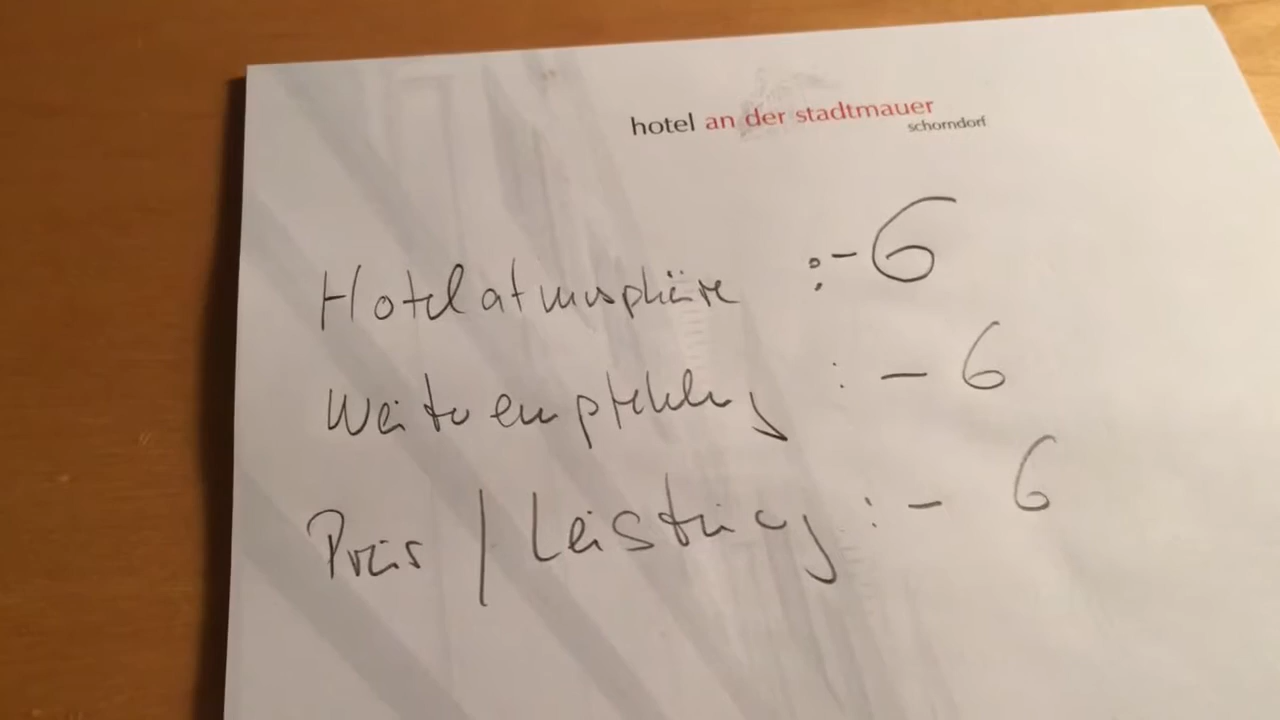 hotel an der stadtmauer
schorndorf
Hotelatmosphäre :-6
Weiterempfehlung : - 6
Preis / Leistung : - 6